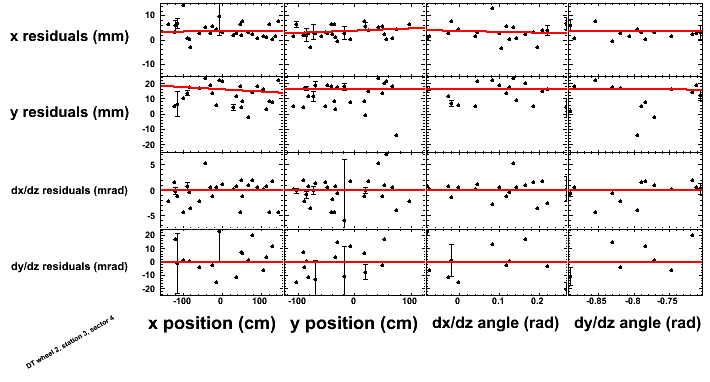 x residuals (mm)
10
0
-10
y residuals (mm)
20
10
0
-10
-20
dx/dz residuals (mrad)
5
0
-5
dy/dz residuals (mrad)
20
10
0
-10
-20
-100 0 100 -100 0 100 0 0.1 0.2 -0.85 -0.8 -0.75
x position (cm) y position (cm) dx/dz angle (rad) dy/dz angle (rad)
DT wheel 2, station 3, sector 4